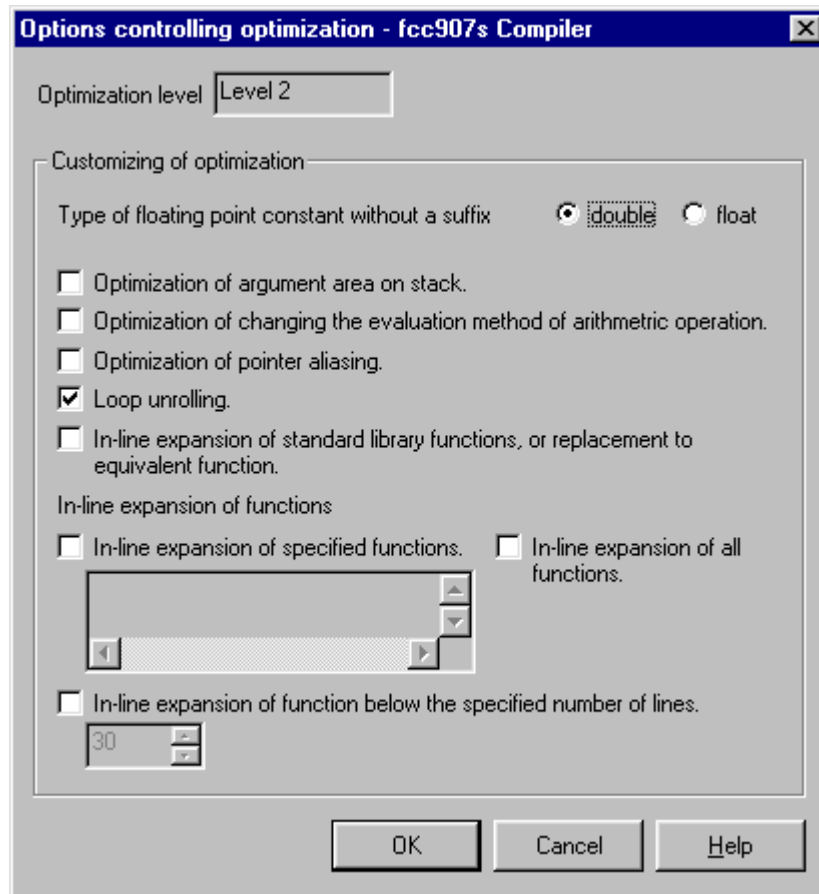 Options controlling optimization - fcc907s Compiler
Optimization level Level 2
Customizing of optimization
Type of floating point constant without a suffix double float
Optimization of argument area on stack.
Optimization of changing the evaluation method of arithmetric operation.
Optimization of pointer aliasing.
Loop unrolling.
In-line expansion of standard library functions, or replacement to
equivalent function.
In-line expansion of functions
In-line expansion of specified functions. In-line expansion of all
functions.
In-line expansion of function below the specified number of lines.
30
OK Cancel Help